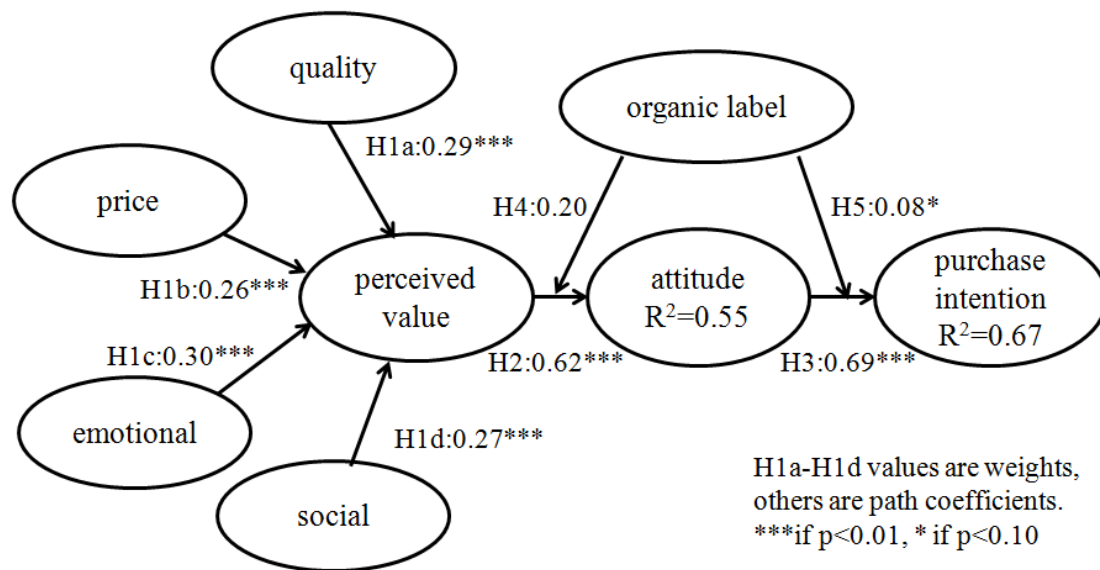 quality
organic label
H1a:0.29***
price
H4:0.20
H5:0.08*
H1b:0.26***
perceived
value
attitude
R²=0.55
purchase
intention
R²=0.67
H1c:0.30***
H2:0.62***
H3:0.69***
emotional
H1d:0.27***
social
H1a-H1d values are weights,
others are path coefficients.
***if p<0.01, * if p<0.10